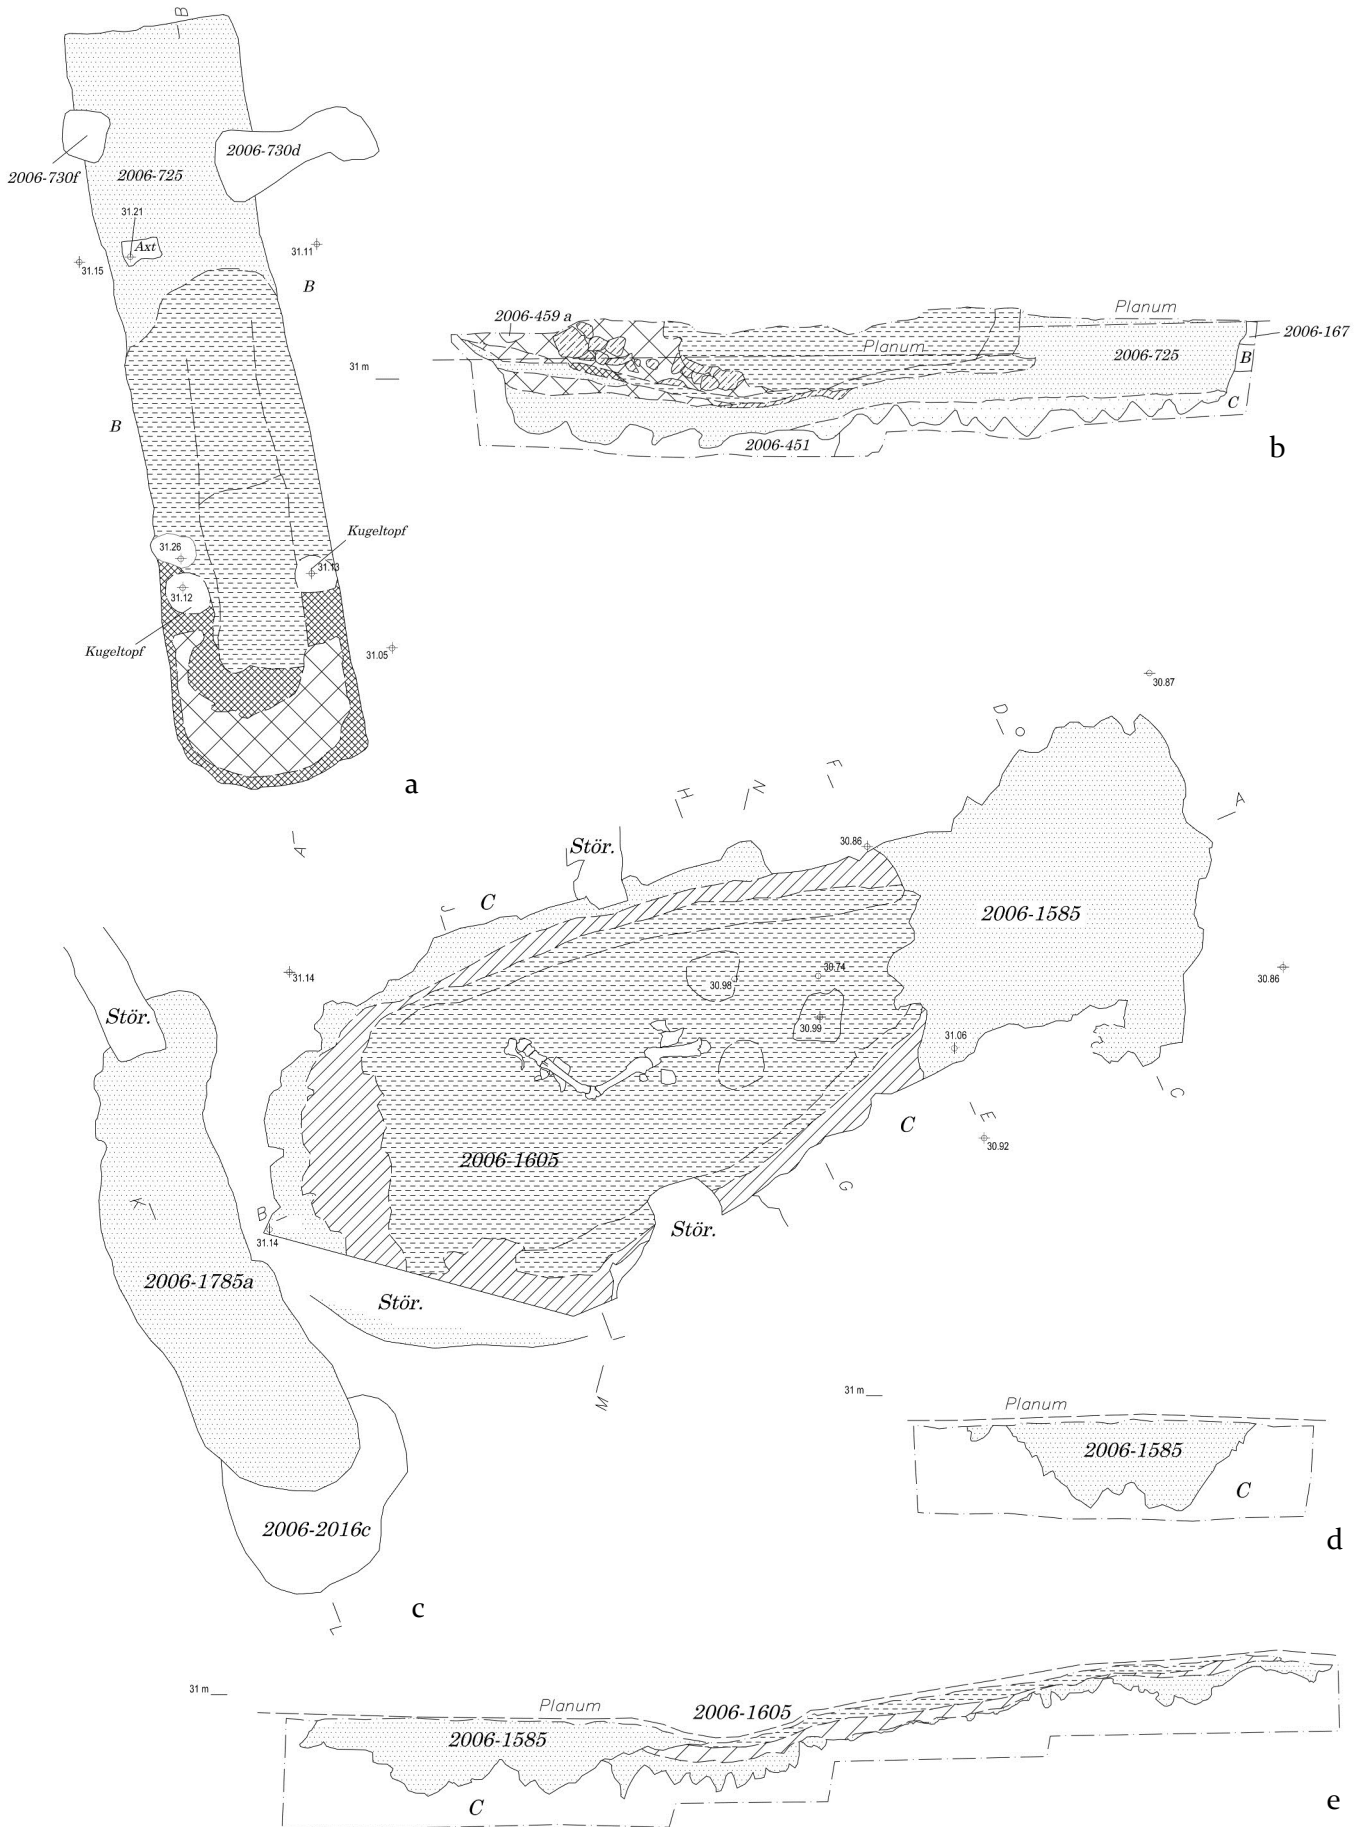 B
2006-730f
2006-725
2006-730d
31.21
Axt
31.15
31.11
B
B
31.26
31.12
Kugeltopf
31.13
Kugeltopf
31.05
a
31 m
2006-459 a
Planum
Planum
2006-725
2006-167
B
C
2006-451
b
30.87
D
A
F
N
H
A
Stör.
30.86
C
J
2006-1585
31.14
30.98
30.74
30.99
30.86
31.06
Stör.
C
E
C
30.92
G
2006-1605
K
B
31.14
Stör.
2006-1785a
Stör.
I
M
2006-2016c
L
c
31 m
Planum
2006-1585
C
d
31 m
Planum
2006-1605
2006-1585
C
e